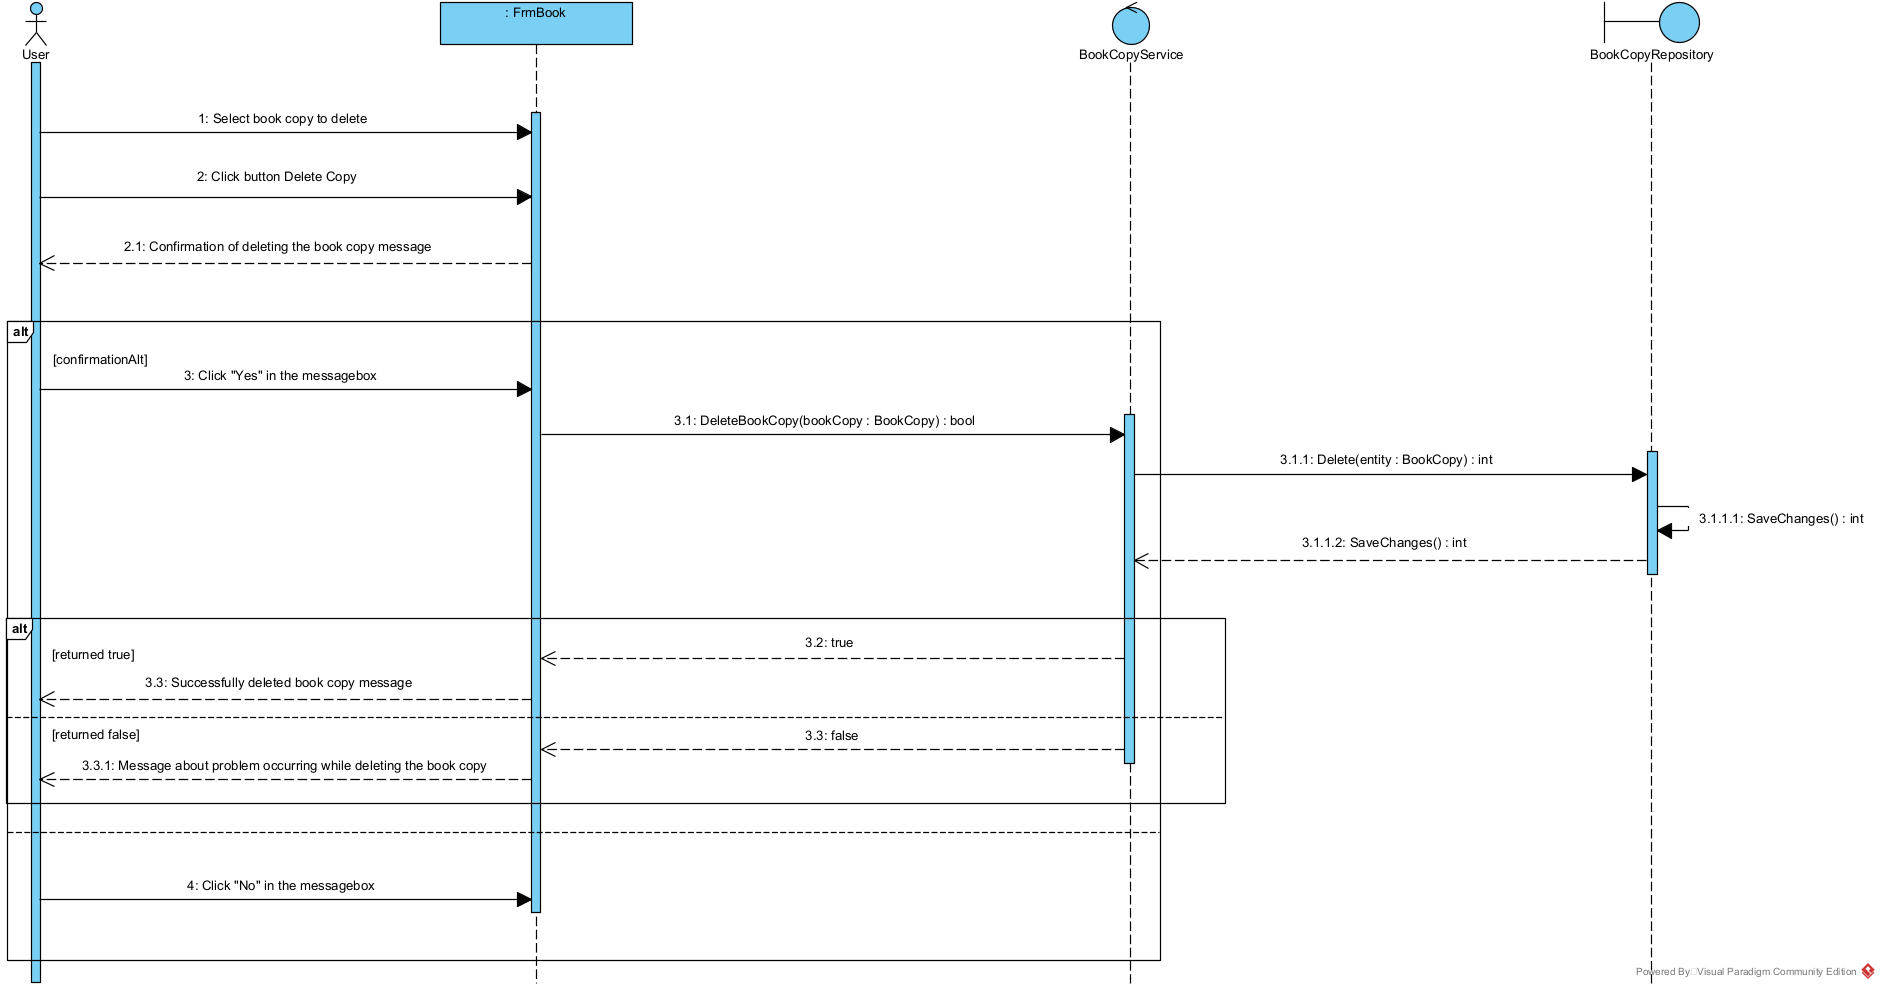 : FrmBook
User
BookCopyService
BookCopyRepository
1: Select book copy to delete
2: Click button Delete Copy
2.1: Confirmation of deleting the book copy message
alt
[confirmationAlt]
3: Click "Yes" in the messagebox
3.1: DeleteBookCopy(bookCopy : BookCopy) : bool
3.1.1: Delete(entity : BookCopy) : int
3.1.1.1: SaveChanges() : int
3.1.1.2: SaveChanges() : int
alt
3.2: true
[returned true]
3.3: Successfully deleted book copy message
[returned false]
3.3: false
3.3.1: Message about problem occurring while deleting the book copy
4: Click "No" in the messagebox
Powered By Visual Paradigm Community Edition